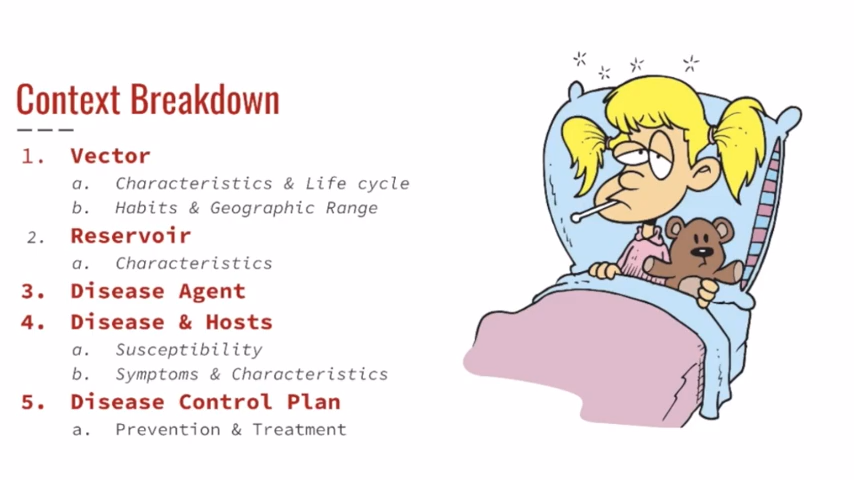 Context Breakdown
1. Vector
a. Characteristics & Life cycle
b. Habits & Geographic Range
2. Reservoir
a. Characteristics
3. Disease Agent
4. Disease & Hosts
a. Susceptibility
b. Symptoms & Characteristics
5. Disease Control Plan
a. Prevention & Treatment